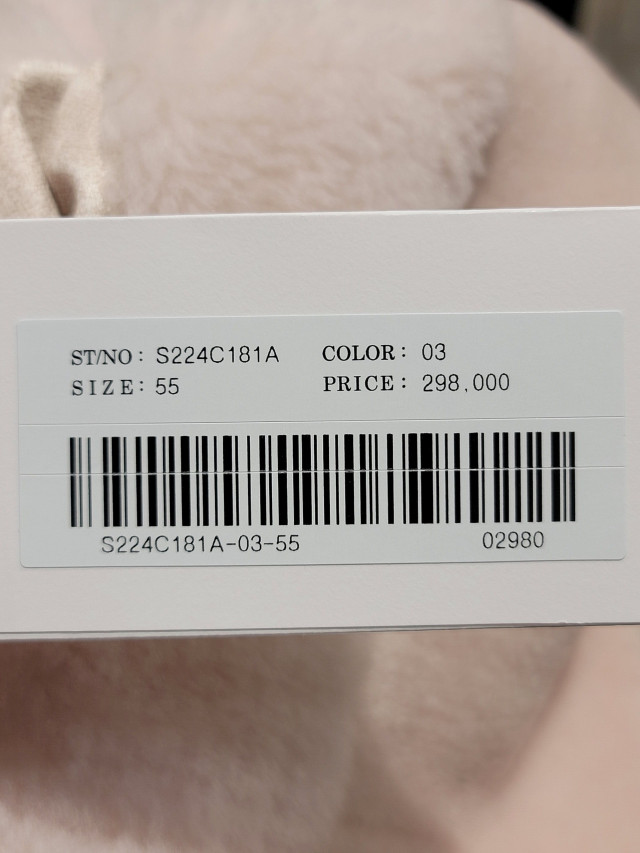 ST/NO : S224C181A COLOR : 03
SIZE : 55 PRICE : 298,000
S224C181A-03-55 02980